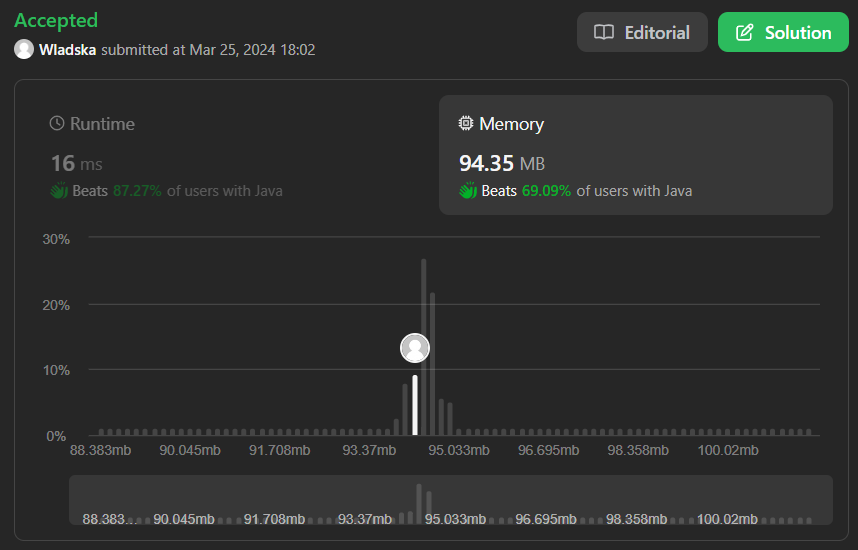 Accepted
Wladska submitted at Mar 25, 2024 18:02
Editorial
Solution
Runtime
16 ms
Beats 87.27% of users with Java
Memory
94.35 MB
Beats 69.09% of users with Java
30%
20%
10%
0%
88.383mb 90.045mb 91.708mb 93.37mb 95.033mb 96.695mb 98.358mb 100.02mb
88.383... 90.045mb 91.708mb 93.37mb 95.033mb 96.695mb 98.358mb 100.02mb